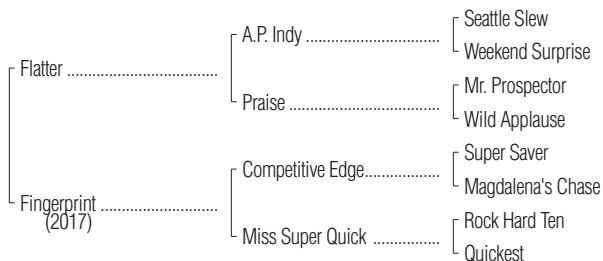 Seattle Slew
A.P. Indy ................................
Weekend Surprise
Flatter ....................................
Mr. Prospector
Praise ....................................
Wild Applause
Super Saver
Competitive Edge..................
Magdalena's Chase
Fingerprint ............................
(2017)
Rock Hard Ten
Miss Super Quick ................
Quickest